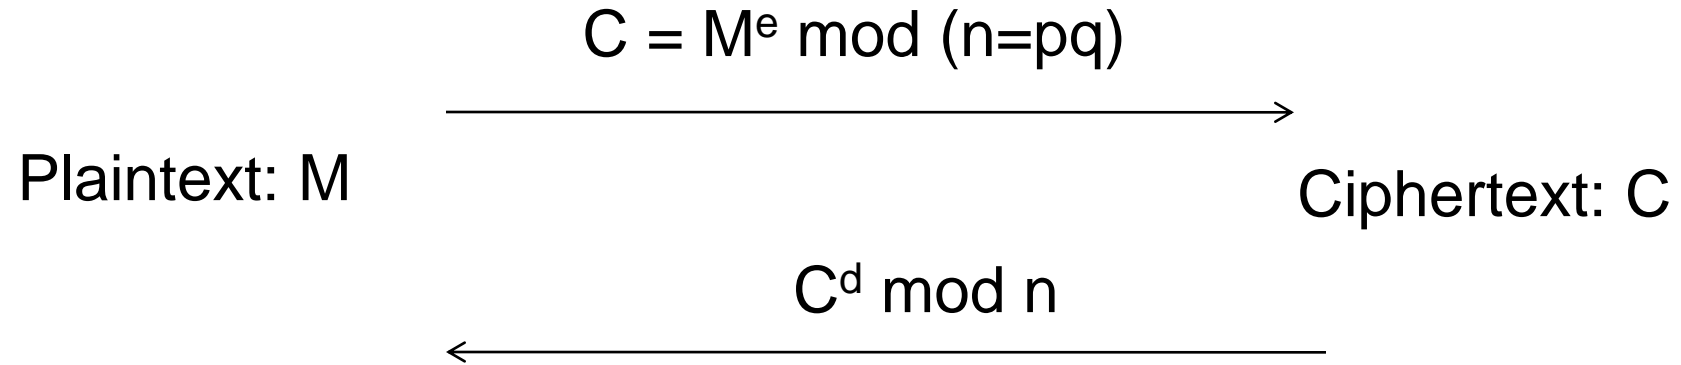 C = Mᵉ mod (n=pq)
Plaintext: M
Ciphertext: C
Cᵈ mod n